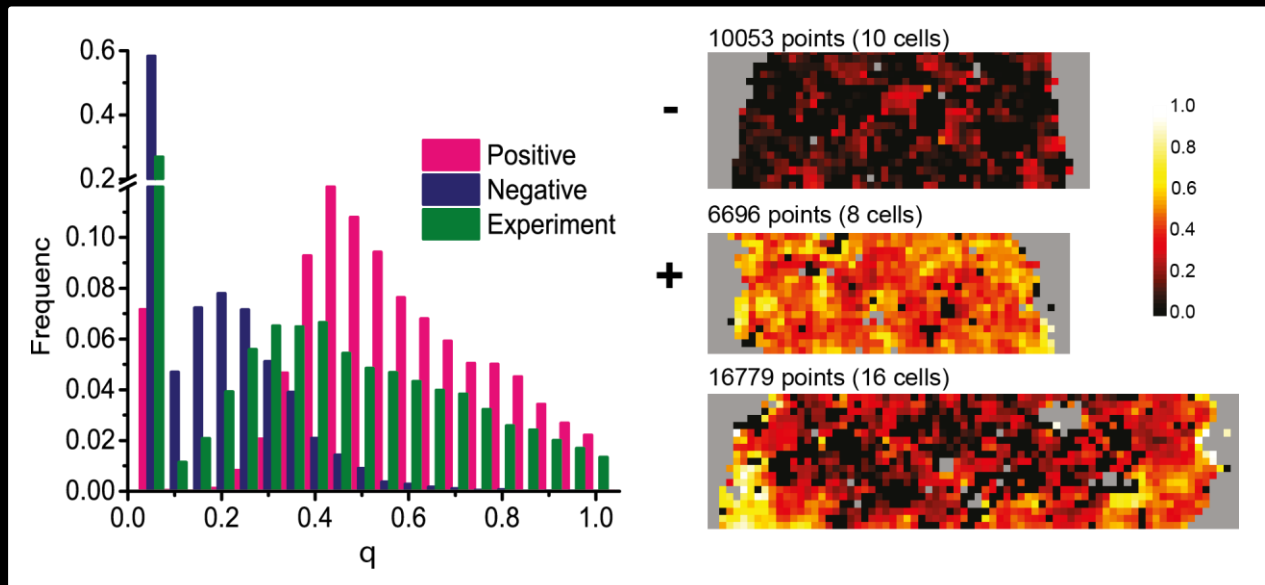 0.6
0.4
0.2
0.10
0.08
0.06
0.04
0.02
0.00
Frequenc
0.0 0.2 0.4 0.6 0.8 1.0
q
Positive
Negative
Experiment
10053 points (10 cells)
-
6696 points (8 cells)
+
16779 points (16 cells)
1.0
0.8
0.6
0.4
0.2
0.0